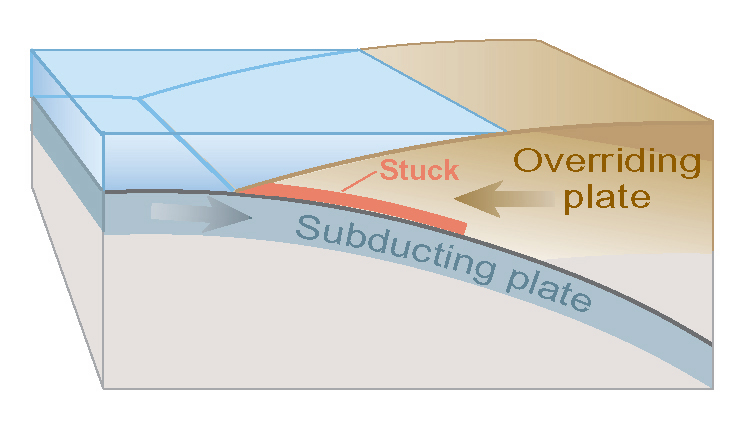 Stuck
Overriding
plate
Subducting plate